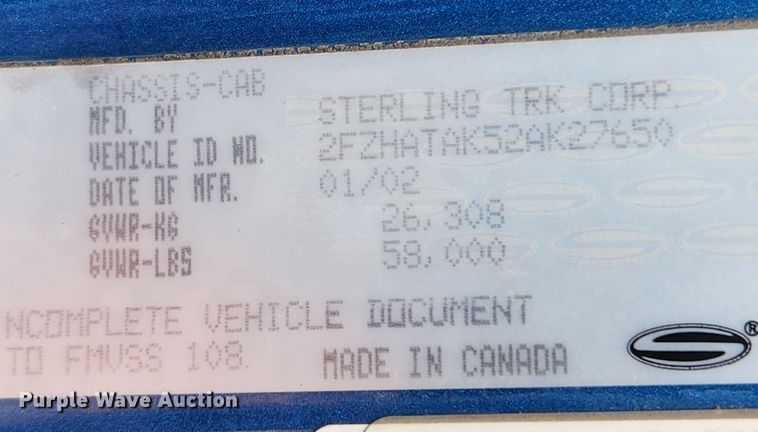 CHASSIS-CAB
MFD. BY STERLING TRK CORP.
VEHICLE ID NO. 2FZHATAK52AK27650
DATE OF MFR. 01/02
GVWR-KG 26,308
GVWR-LBS 58,000
NCOMPLETE VEHICLE DOCUMENT
TO FMVSS 108. MADE IN CANADA
®
Purple Wave Auction